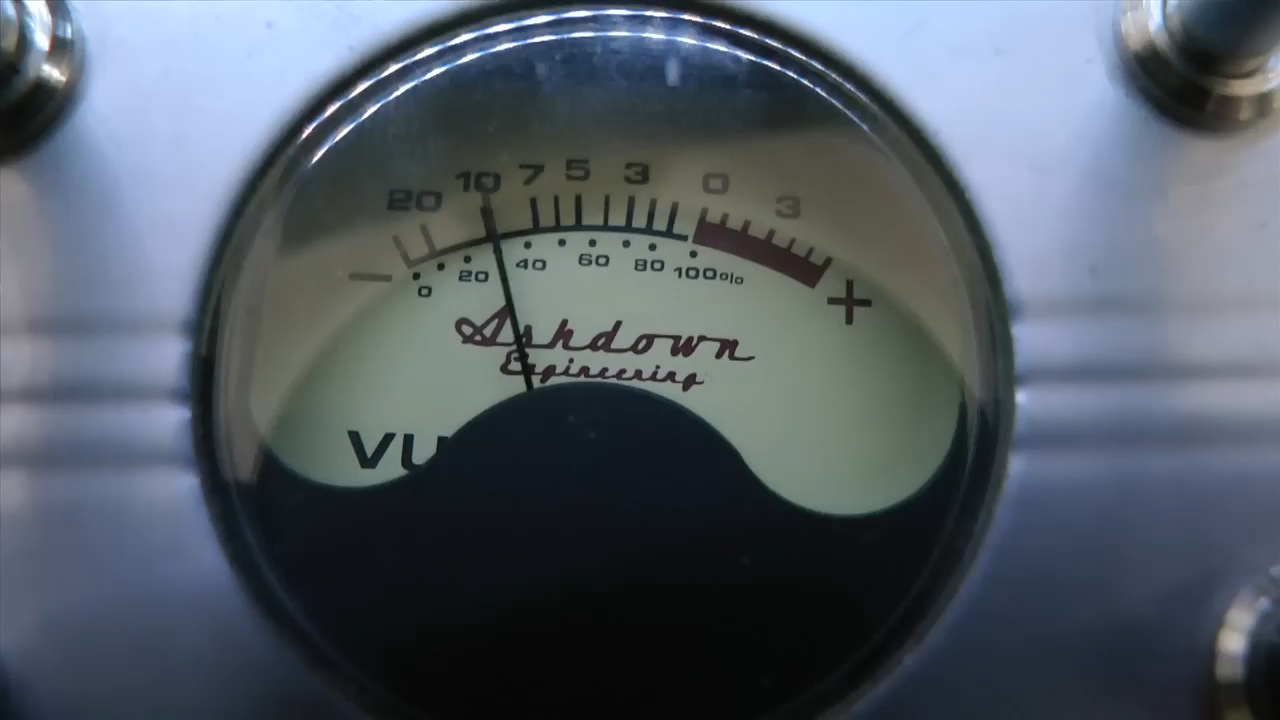 20 10 7 5 3 0 3
− 0 20 40 60 80 100% +
Ashdown
Engineering
VU